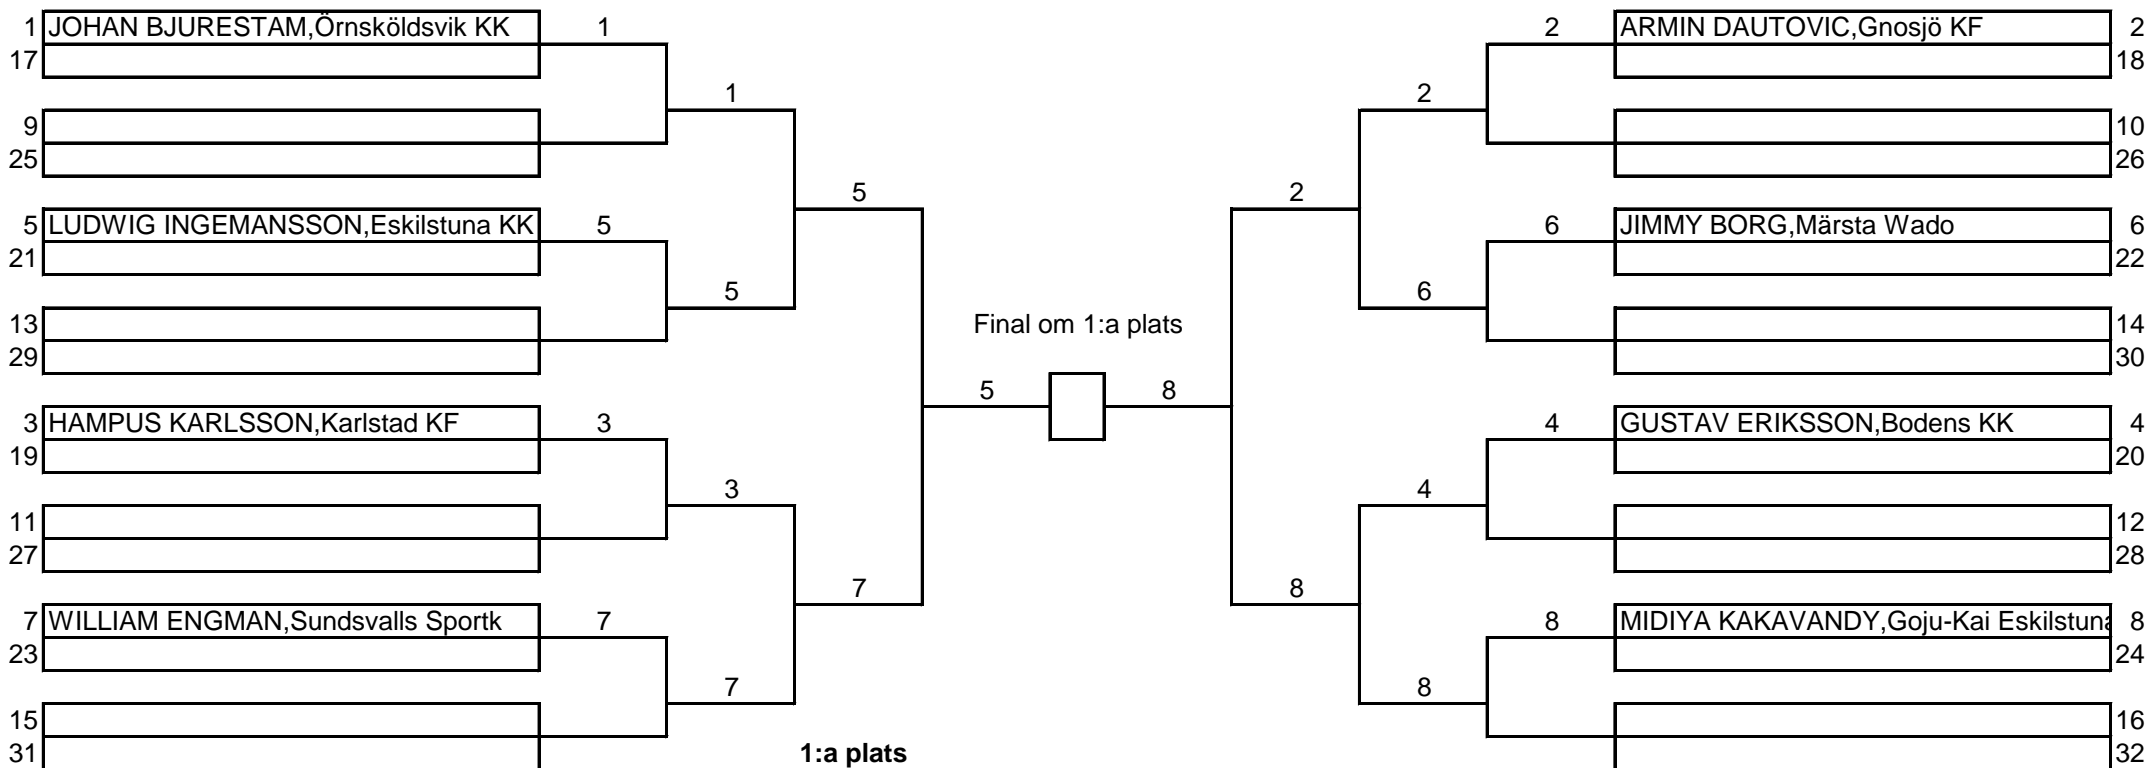 1 JOHAN BJURESTAM,Örnsköldsvik KK 1 2 ARMIN DAUTOVIC,Gnosjö KF 2
17 18
1 2
9 10
25 26
5 2
5 LUDWIG INGEMANSSON,Eskilstuna KK 5 6 JIMMY BORG,Märsta Wado 6
21 22
5 6
13 Final om 1:a plats 14
29 30
5 8
3 HAMPUS KARLSSON,Karlstad KF 3 4 GUSTAV ERIKSSON,Bodens KK 4
19 20
3 4
11 12
27 28
7 8
7 WILLIAM ENGMAN,Sundsvalls Sportk 7 8 MIDIYA KAKAVANDY,Goju-Kai Eskilstuna 8
23 24
7 8
15 16
31 1:a plats 32